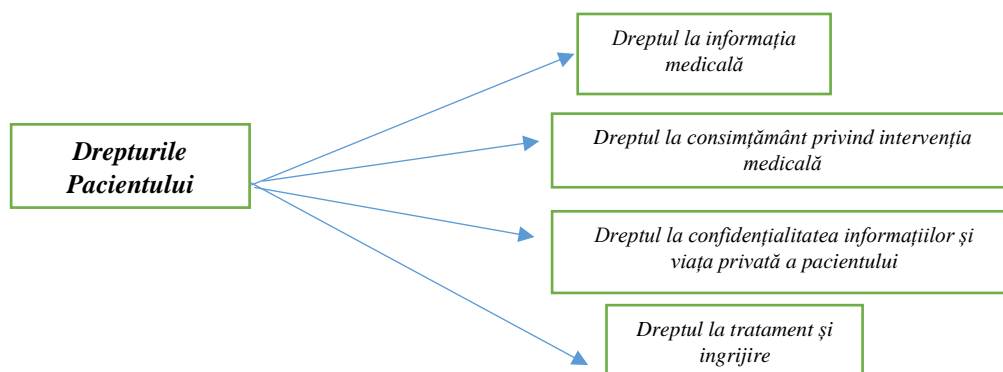 Dreptul la informația
medicală
Drepturile
Pacientului
Dreptul la consimțământ privind intervenția
medicală
Dreptul la confidențialitatea informațiilor și
viața privată a pacientului
Dreptul la tratament și
ingrijire